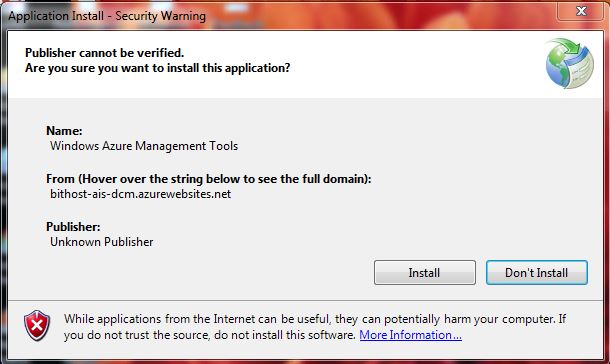 Application Install - Security Warning
Publisher cannot be verified.
Are you sure you want to install this application?
Name:
Windows Azure Management Tools
From (Hover over the string below to see the full domain):
bithost-ais-dcm.azurewebsites.net
Publisher:
Unknown Publisher
Install
Don't Install
While applications from the Internet can be useful, they can potentially harm your computer. If
you do not trust the source, do not install this software. More Information...